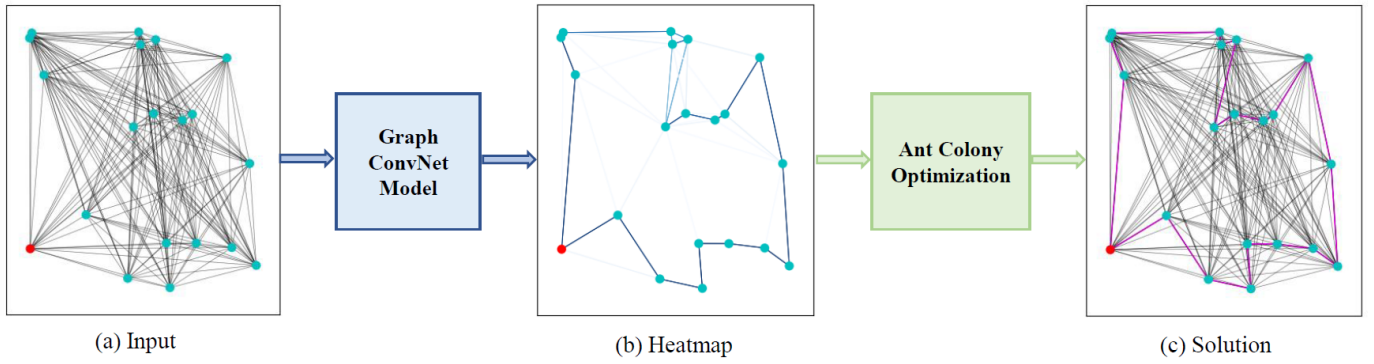 Graph
ConvNet
Model
Ant Colony
Optimization
(a) Input
(b) Heatmap
(c) Solution